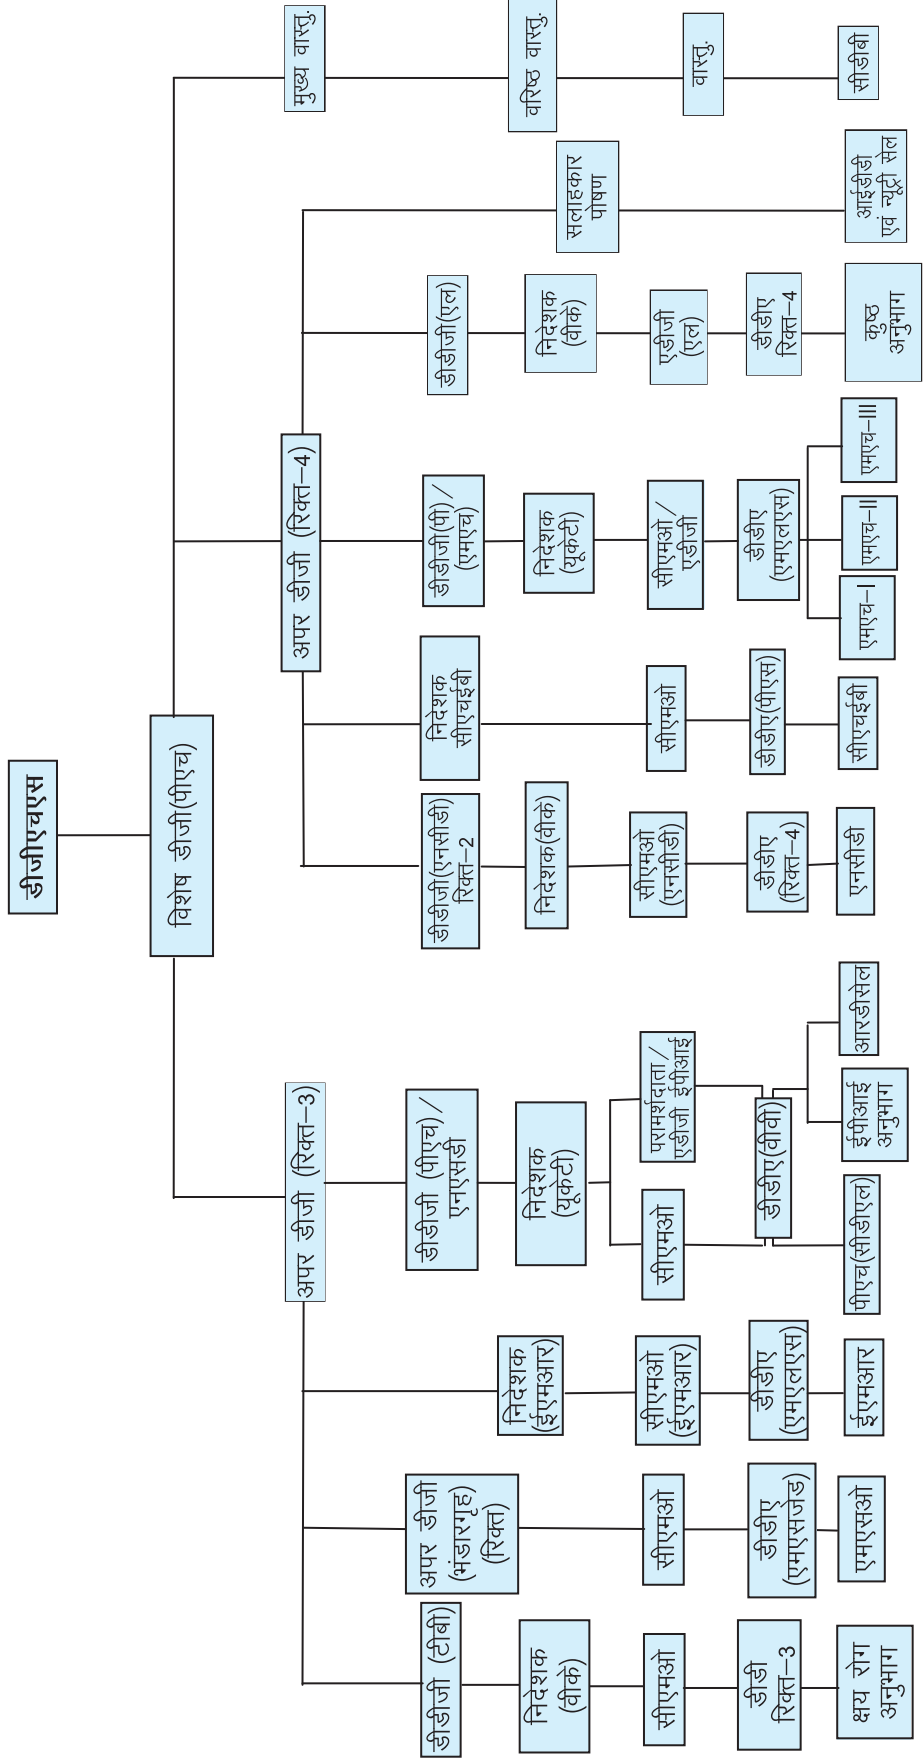 डीजीएचएस
विशेष डीजी(पीएच)
अपर डीजी (रिक्त–3)
अपर डीजी (रिक्त–4)
मुख्य वास्तु.
डीडीजी (टीबी)
निदेशक
(वीके)
सीएमओ
डीडी
रिक्त–3
क्षय रोग
अनुभाग
अपर डीजी
(भंडारगृह)
(रिक्त)
सीएमओ
डीडीए
(एमएसजेड)
एमएसओ
निदेशक
(ईएमआर)
सीएमओ
(ईएमआर)
डीडीए
(एमएलएस)
ईएमआर
डीडीजी (पीएच)/
एनएसडी
निदेशक
(यूकेटी)
सीएमओ
परामर्शदाता/
एडीजी ईपीआई
डीडीए(वीवी)
पीएच(सीडीएल)
ईपीआई
अनुभाग
आरडीसेल
डीडीजी(एनसीडी)
रिक्त–2
निदेशक(वीके)
सीएमओ
(एनसीडी)
डीडीए
(रिक्त–4)
एनसीडी
निदेशक
सीएचईबी
सीएमओ
डीडीए(पीएस)
सीएचईबी
डीडीजी(पी)/
(एमएच)
निदेशक
(यूकेटी)
सीएमओ/
एडीजी
डीडीए
(एमएलएस)
एमएच–I
एमएच–II
एमएच–III
डीडीजी(एल)
निदेशक
(वीके)
एडीजी
(एल)
डीडीए
रिक्त–4
कुष्ठ
अनुभाग
सलाहकार
पोषण
आईडीडी
एवं न्यूट्री सेल
वरिष्ठ वास्तु.
वास्तु.
सीडीबी